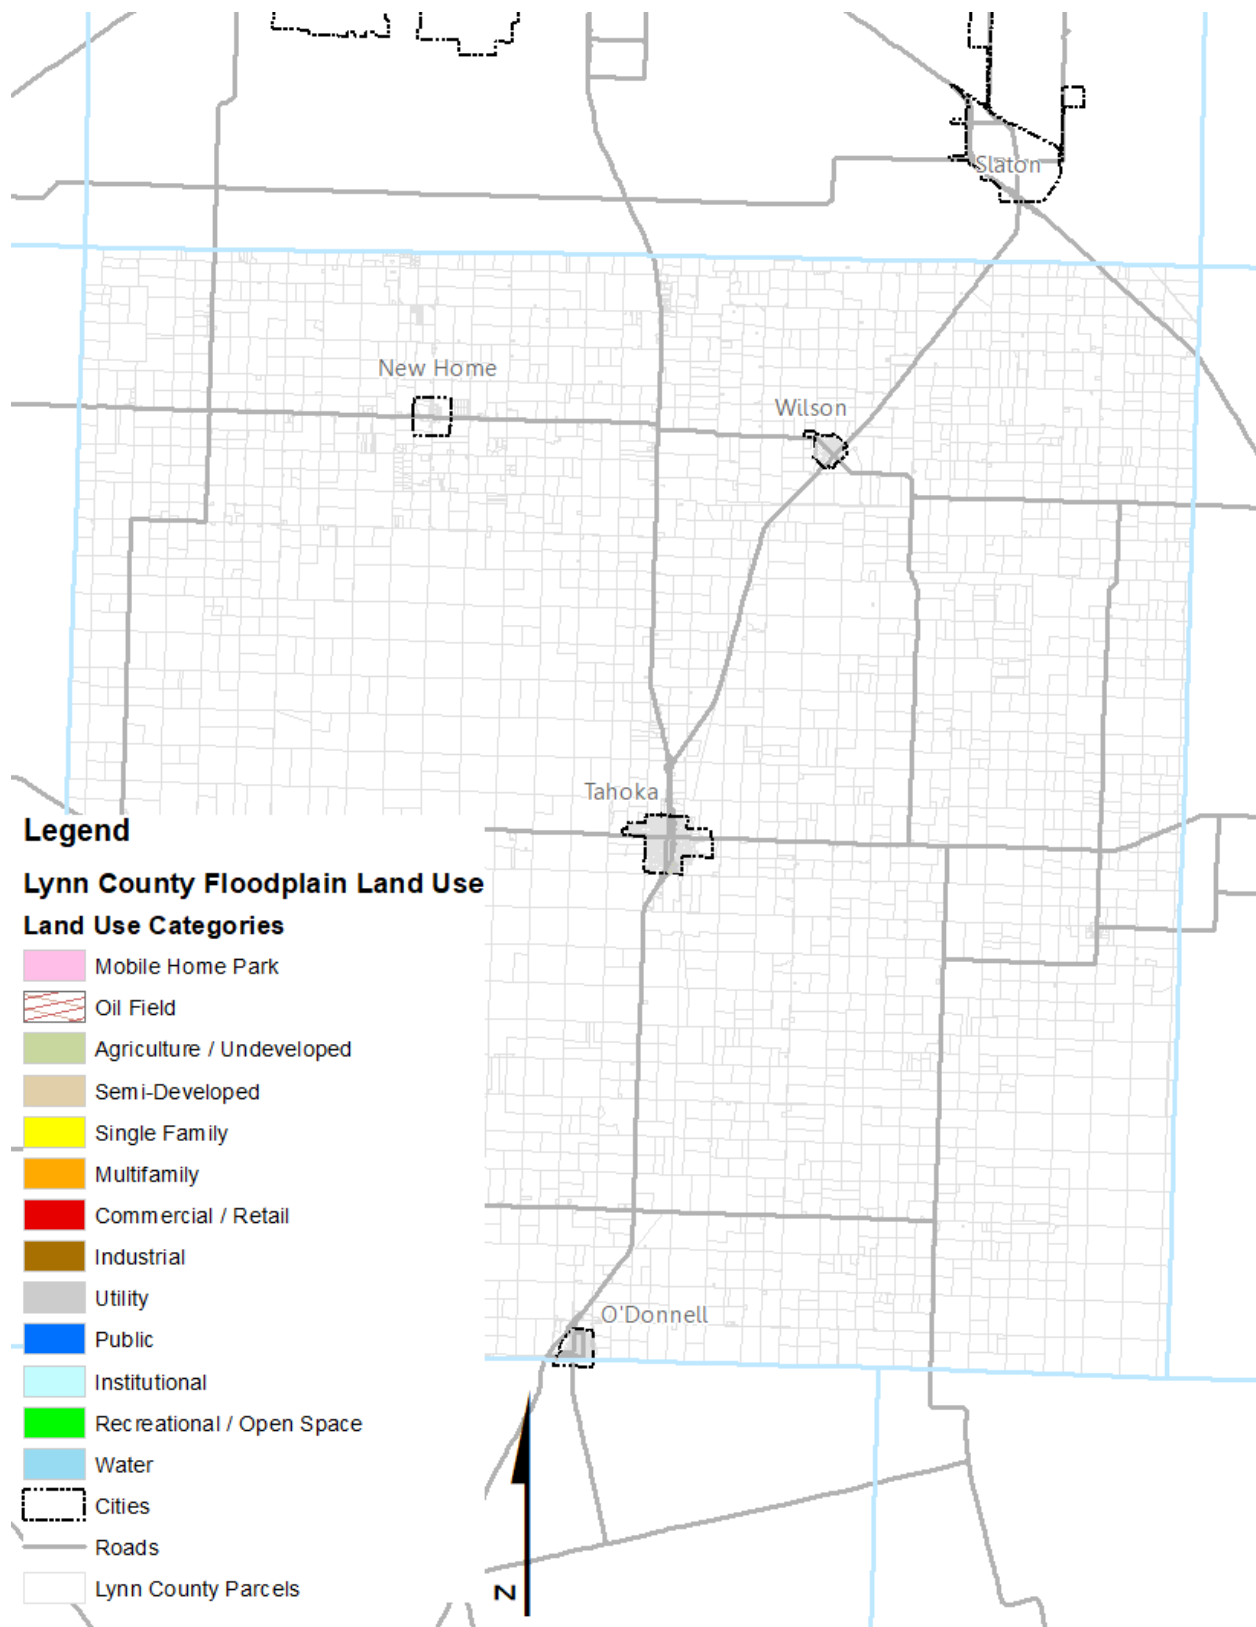 Slaton
New Home
Wilson
Tahoka
Legend
Lynn County Floodplain Land Use
Land Use Categories
Mobile Home Park
Oil Field
Agriculture / Undeveloped
Semi-Developed
Single Family
Multifamily
Commercial / Retail
Industrial
Utility
Public
Institutional
Recreational / Open Space
Water
Cities
Roads
Lynn County Parcels
O'Donnell
N